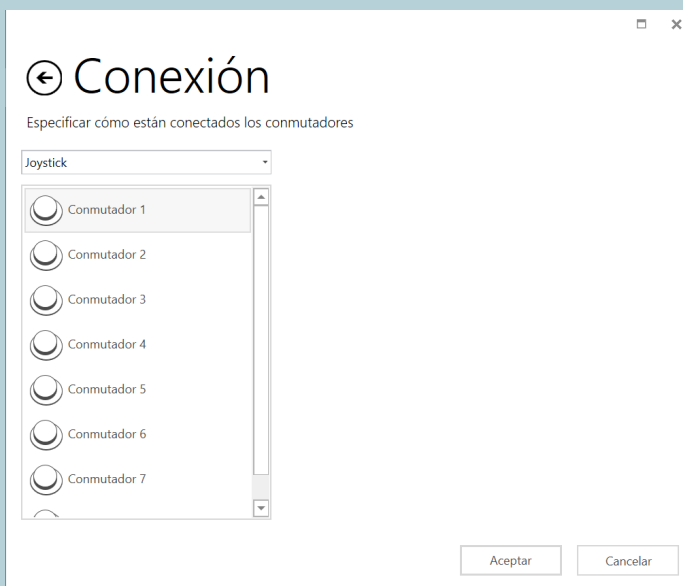 Conexión
Especificar cómo están conectados los conmutadores
Joystick
Conmutador 1
Conmutador 2
Conmutador 3
Conmutador 4
Conmutador 5
Conmutador 6
Conmutador 7
Aceptar
Cancelar